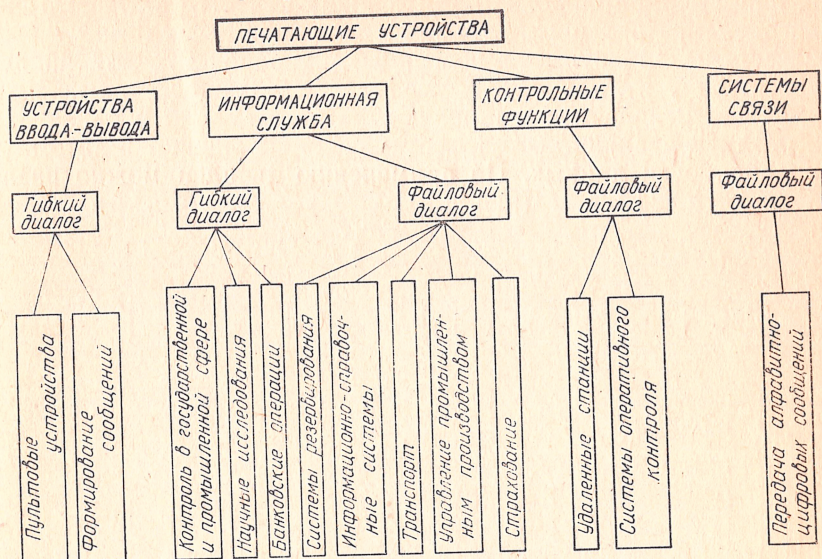 ПЕЧАТАЮЩИЕ УСТРОЙСТВА
УСТРОЙСТВА
ВВОДА-ВЫВОДА
ИНФОРМАЦИОННАЯ
СЛУЖБА
КОНТРОЛЬНЫЕ
ФУНКЦИИ
СИСТЕМЫ
СВЯЗИ
Гибкий
диалог
Гибкий
диалог
Файловый
диалог
Файловый
диалог
Файловый
диалог
Пультовые
устройства
Формирование
сообщений
Контроль в государственной
и промышленной сфере
Научные исследования
Банковские операции
Системы резервирования
Информационно-справоч-
ные системы
Транспорт
Управление промышлен-
ным производством
Страхование
Удаленные станции
Системы оперативного
контроля
Передача алфавитно-
цифровых сообщений